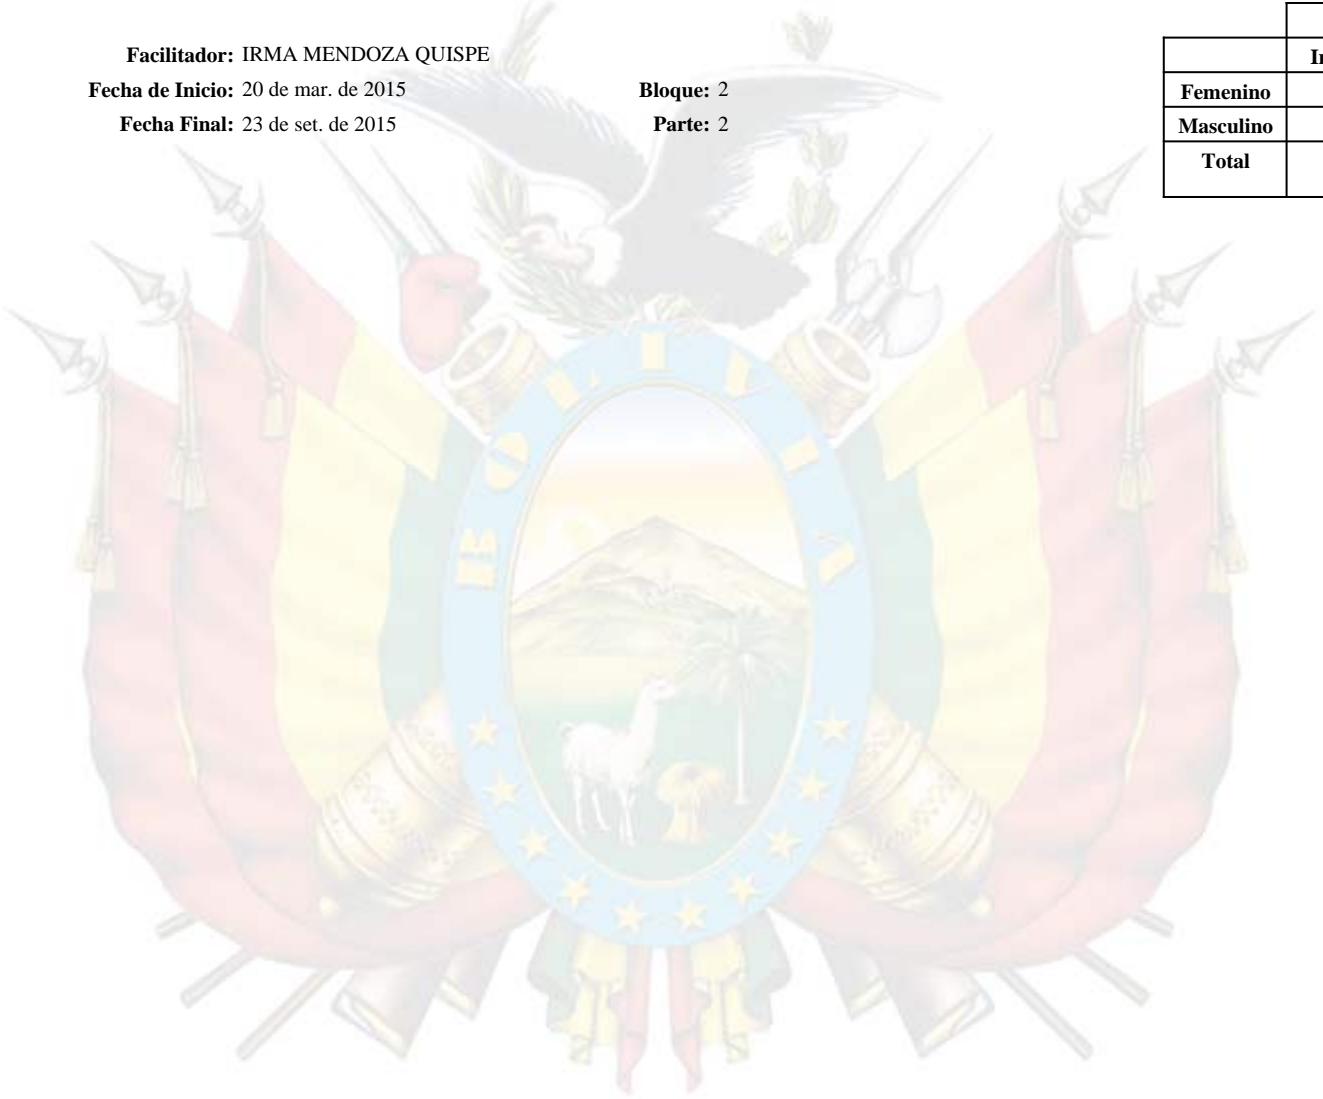 Facilitador: IRMA MENDOZA QUISPE
Fecha de Inicio: 20 de mar. de 2015 Bloque: 2
Fecha Final: 23 de set. de 2015 Parte: 2
Femenino
Masculino
Total
BOLIVIA